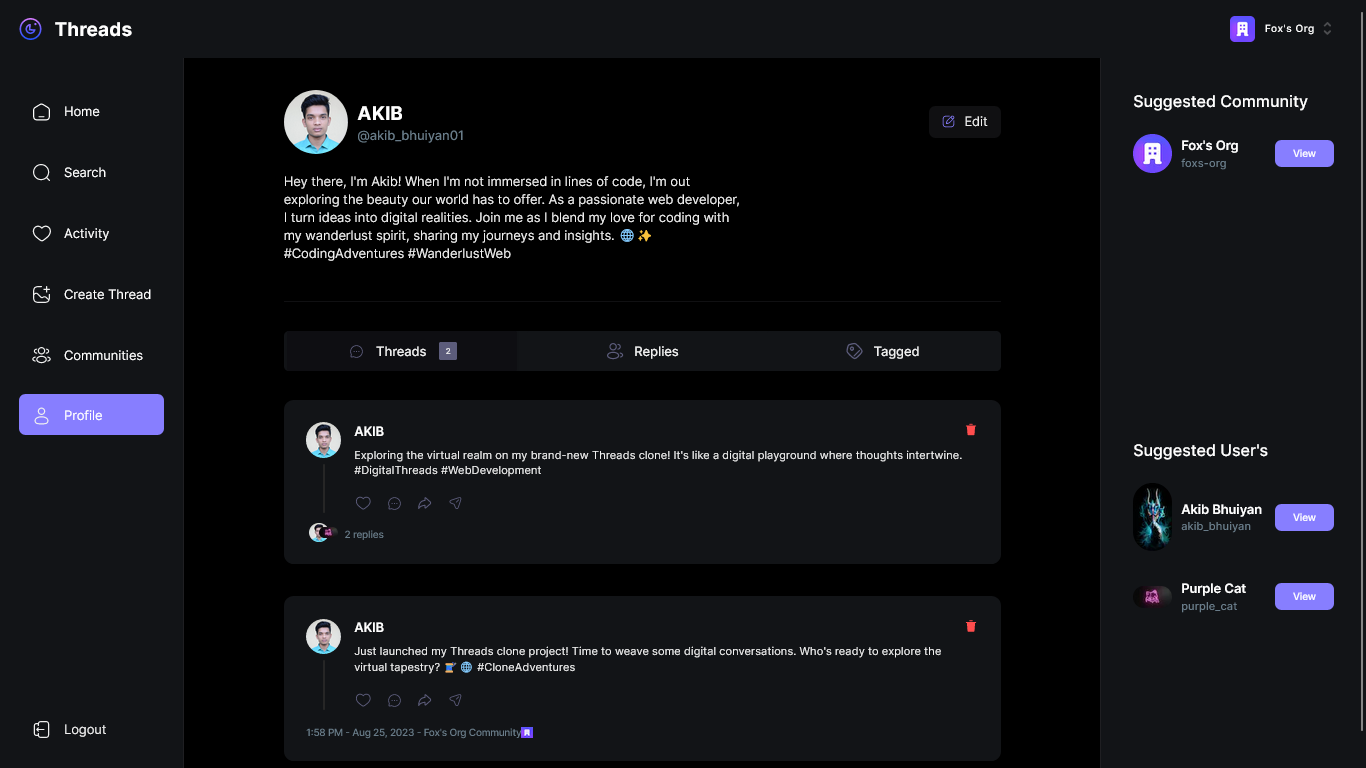 Threads
Fox's Org
Home
Search
Activity
Create Thread
Communities
Profile
Logout
AKIB
@akib_bhuiyan01
Edit
Hey there, I'm Akib! When I'm not immersed in lines of code, I'm out
exploring the beauty our world has to offer. As a passionate web developer,
I turn ideas into digital realities. Join me as I blend my love for coding with
my wanderlust spirit, sharing my journeys and insights. 🌐✨
#CodingAdventures #WanderlustWeb
Threads 2
Replies
Tagged
AKIB
Exploring the virtual realm on my brand-new Threads clone! It's like a digital playground where thoughts intertwine.
#DigitalThreads #WebDevelopment
2 replies
AKIB
Just launched my Threads clone project! Time to weave some digital conversations. Who's ready to explore the
virtual tapestry? 🧵🌐 #CloneAdventures
1:58 PM - Aug 25, 2023 - Fox's Org Community
Suggested Community
Fox's Org
foxs-org
View
Suggested User's
Akib Bhuiyan
akib_bhuiyan
View
Purple Cat
purple_cat
View